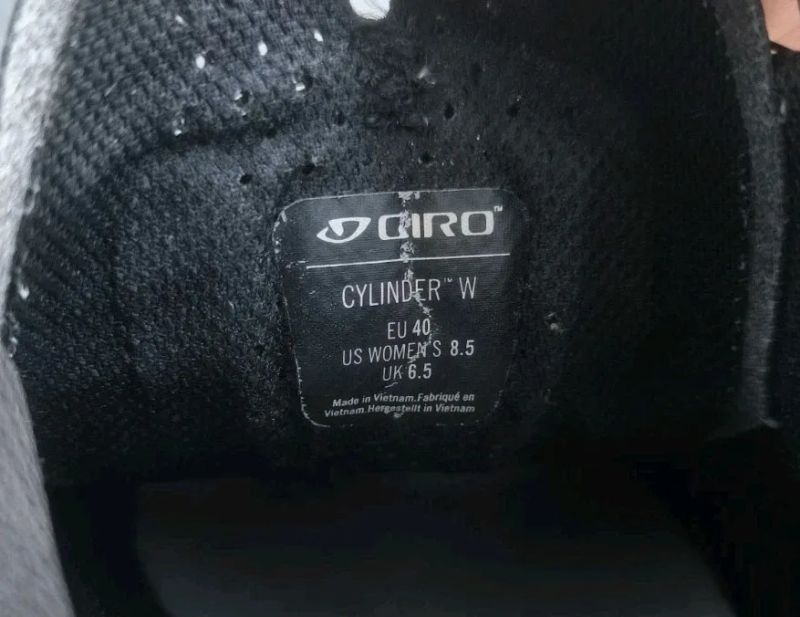 GIRO™
CYLINDER™ W
EU 40
US WOMEN'S 8.5
UK 6.5
Made in Vietnam.Fabriqué en
Vietnam.Hergestellt in Vietnam